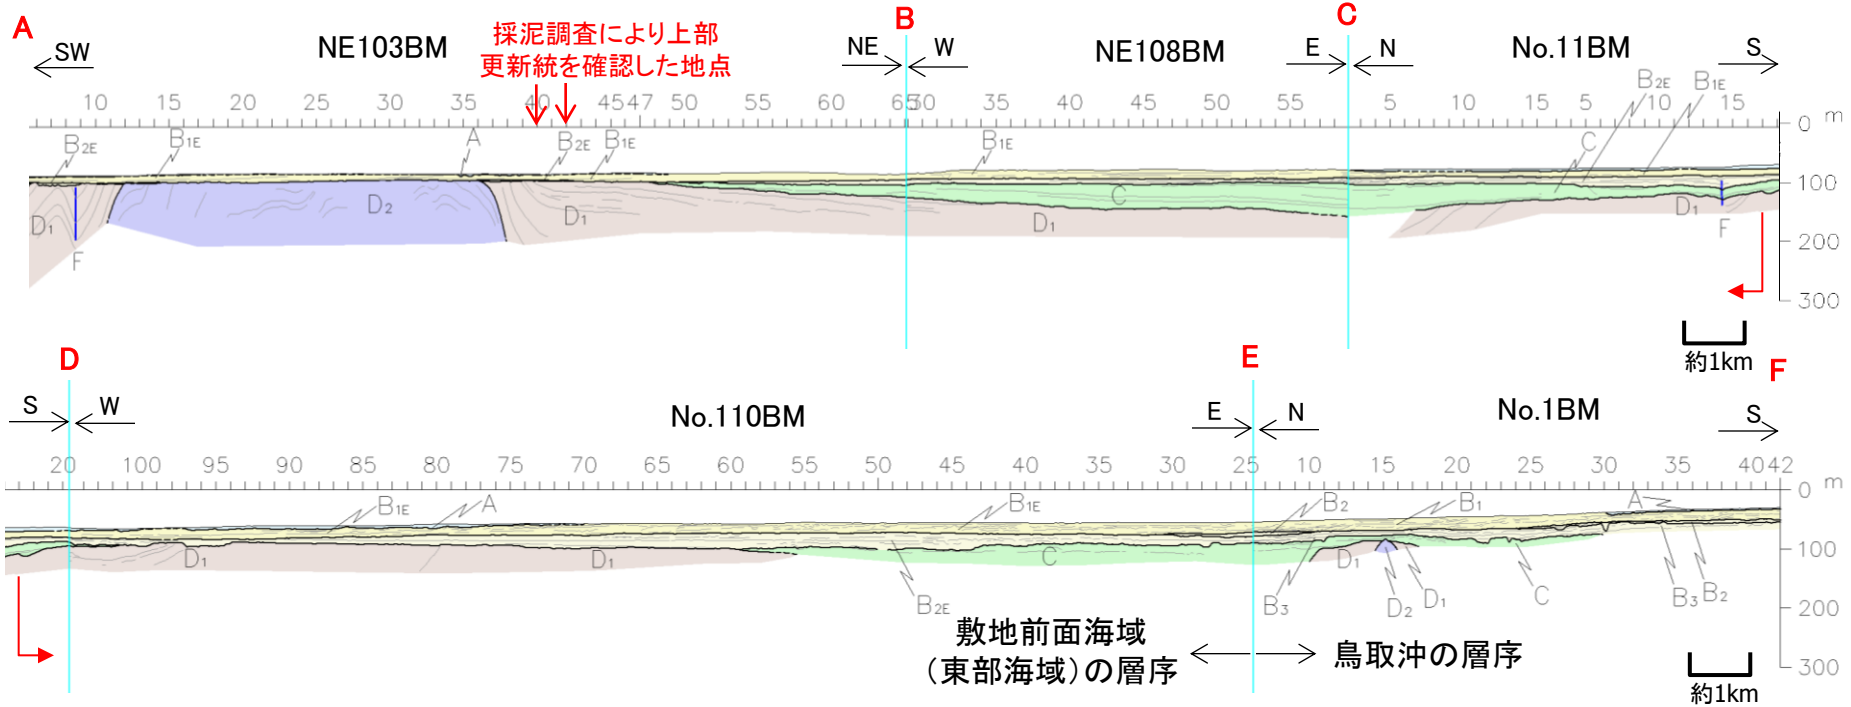 A B C
SW NE103BM 採泥調査により上部 NE W NE108BM E N No.11BM S
更新統を確認した地点
10 15 20 25 30 35 40 4547 50 55 60 65 30 35 40 45 50 55 5 10 15 5 10 15
0 m
B2E B1E A B2E B1E B1E C B2E B1E
100
D1 D2 D1 C D1 D1
F F
200
300
約1km
D E F
S W No.110BM E N No.1BM S
20 100 95 90 85 80 75 70 65 60 55 50 45 40 35 30 25 10 15 20 25 30 35 40 42
0 m
B1E A B1E B2 B1 A
100
D1 D1 C D1
B2E B3 D2 D1 C B3 B2
200
敷地前面海域
(東部海域)の層序 鳥取沖の層序
300
約1km